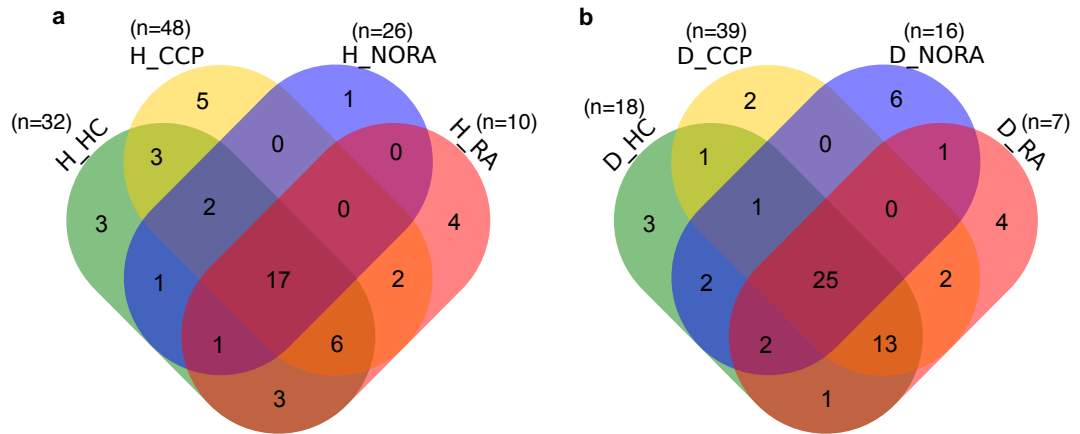 a
(n=48)
H_CCP
(n=26)
H_NORA
(n=32)
H_HC
(n=10)
H_RA
5
1
3
0
0
3
2
0
4
1
17
2
1
6
3
b
(n=39)
D_CCP
(n=16)
D_NORA
(n=18)
D_HC
(n=7)
D_RA
2
6
1
0
1
3
1
0
4
2
25
2
2
13
1